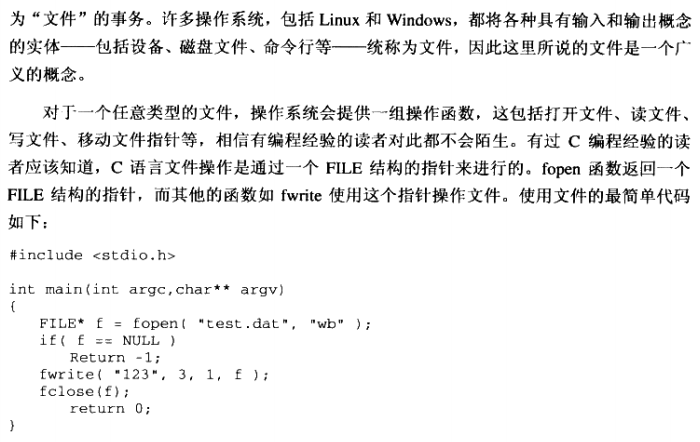 为“文件”的事务。许多操作系统，包括 Linux 和 Windows，都将各种具有输入和输出概念
的实体——包括设备、磁盘文件、命令行等——统称为文件，因此这里所说的文件是一个广
义的概念。
对于一个任意类型的文件，操作系统会提供一组操作函数，这包括打开文件、读文件、
写文件、移动文件指针等，相信有编程经验的读者对此都不会陌生。有过 C 编程经验的读
者应该知道，C 语言文件操作是通过一个 FILE 结构的指针来进行的。fopen 函数返回一个
FILE 结构的指针，而其他的函数如 fwrite 使用这个指针操作文件。使用文件的最简单代码
如下：
#include <stdio.h>
int main(int argc,char** argv)
{
FILE* f = fopen( "test.dat", "wb" );
if( f == NULL )
Return -1;
fwrite( "123", 3, 1, f );
fclose(f);
return 0;
}